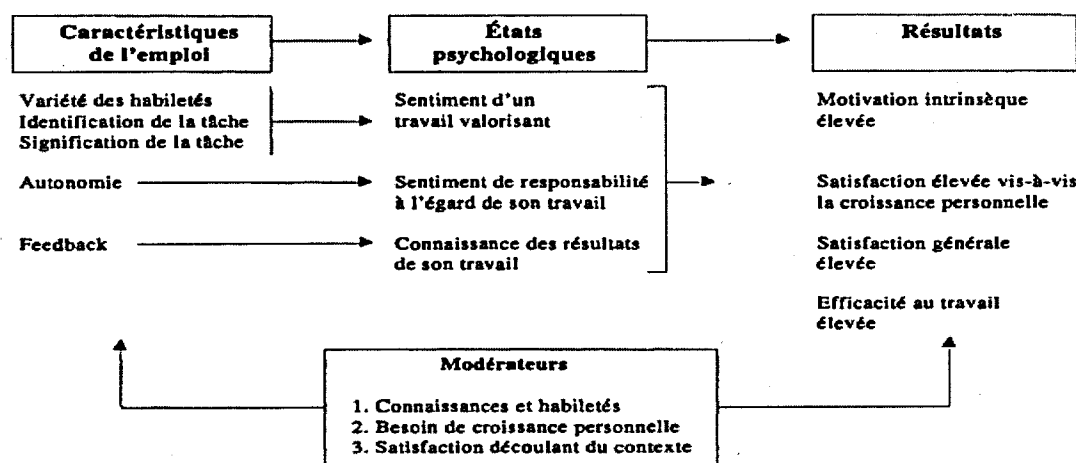 Caractéristiques
de l'emploi
États
psychologiques
Résultats
Variété des habiletés
Identification de la tâche
Signification de la tâche
Sentiment d'un
travail valorisant
Motivation intrinsèque
élevée
Autonomie
Sentiment de responsabilité
à l'égard de son travail
Satisfaction élevée vis-à-vis
la croissance personnelle
Feedback
Connaissance des résultats
de son travail
Satisfaction générale
élevée
Efficacité au travail
élevée
Modérateurs
1. Connaissances et habiletés
2. Besoin de croissance personnelle
3. Satisfaction découlant du contexte